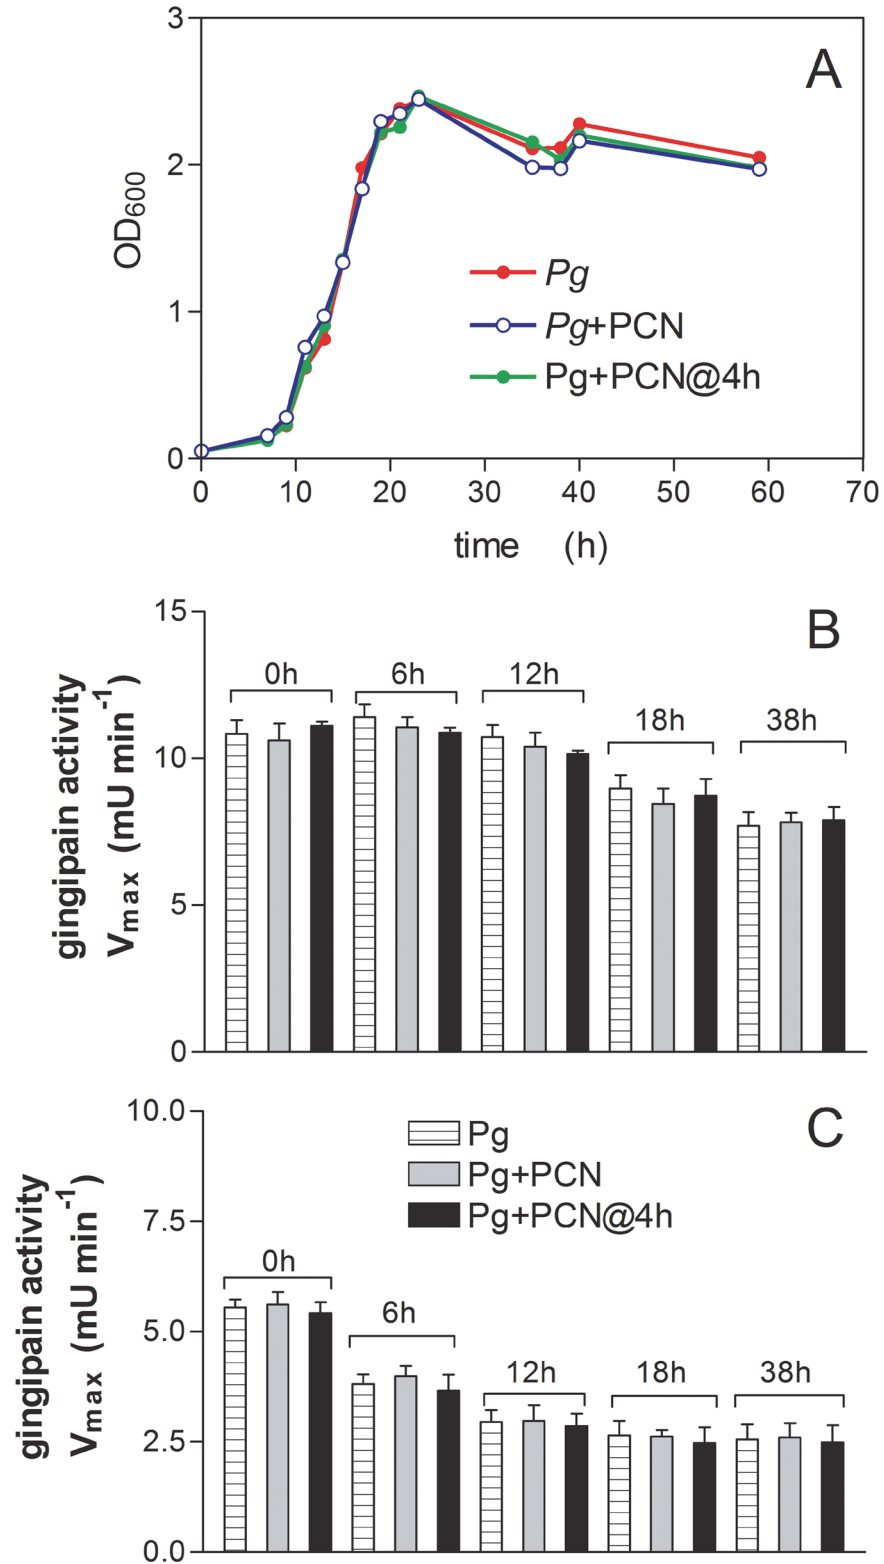 3
A
2
OD600
Pg
1
Pg+PCN
Pg+PCN@4h
0
0 10 20 30 40 50 60 70
time (h)
15
B
0h 6h 12h
18h 38h
10
gingipain activity
Vmax (mU min-1)
5
0
10.0
C
Pg
Pg+PCN
Pg+PCN@4h
7.5
0h
6h
gingipain activity
Vmax (mU min-1)
5.0
12h 18h 38h
2.5
0.0